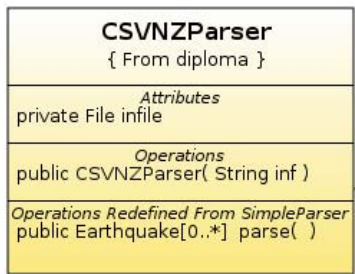 CSVNZParser
{ From diploma }
Attributes
private File infile
Operations
public CSVNZParser( String inf )
Operations Redefined From SimpleParser
public Earthquake[0..*] parse( )